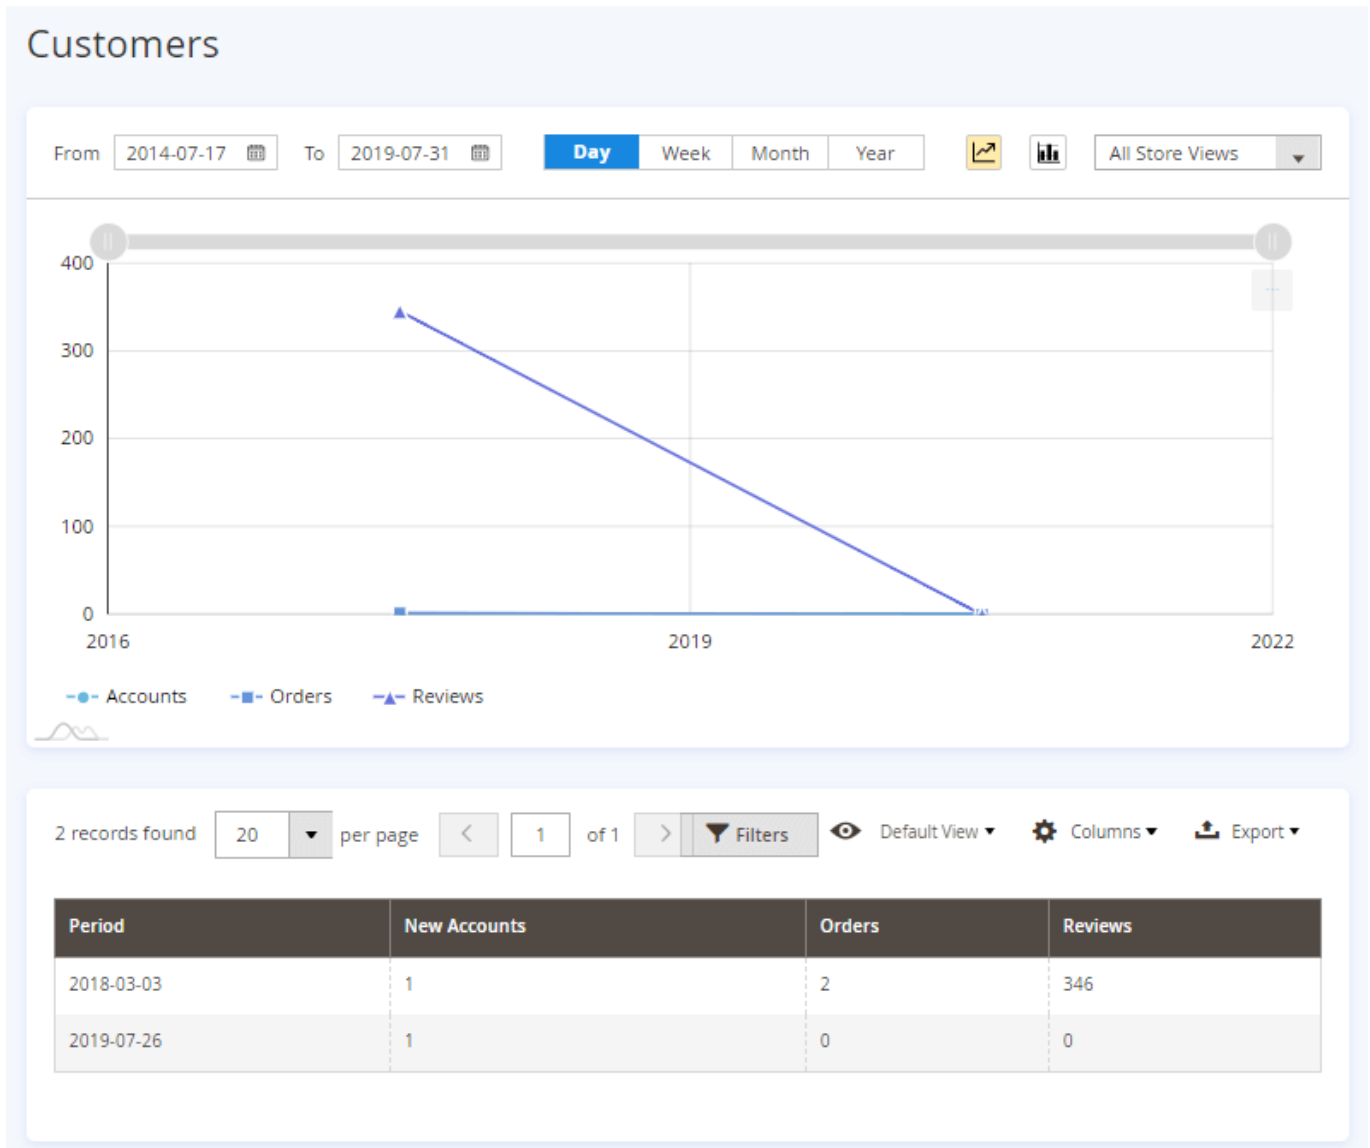 Customers
From 2014-07-17 To 2019-07-31 Day Week Month Year All Store Views
400
300
200
100
0
2016 2019 2022
Accounts Orders Reviews
2 records found 20 per page 1 of 1 Filters Default View Columns Export
Period New Accounts Orders Reviews
2018-03-03 1 2 346
2019-07-26 1 0 0